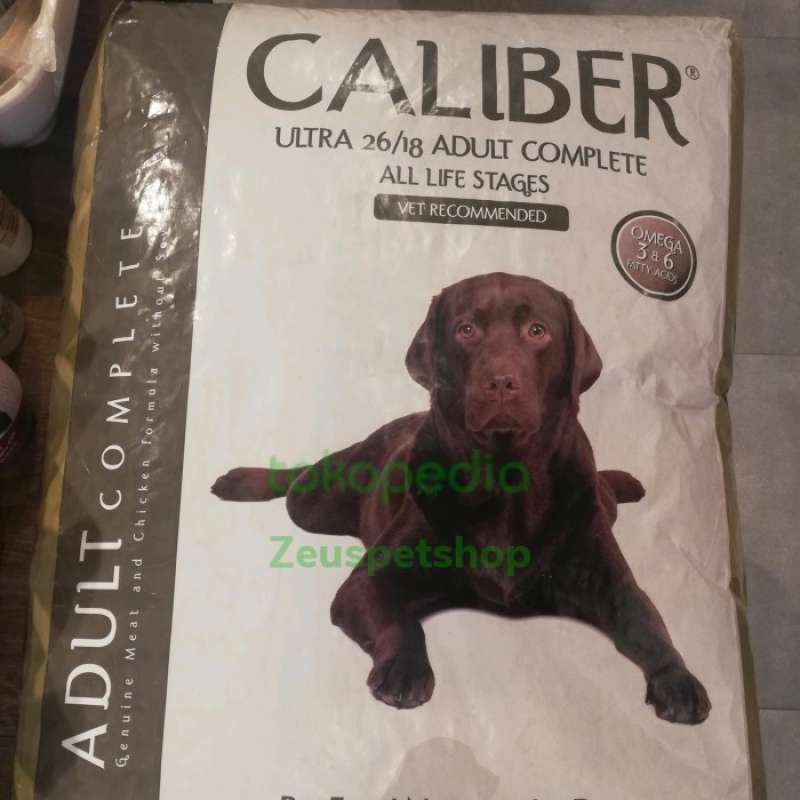 CALIBER®
ULTRA 26/18 ADULT COMPLETE
ALL LIFE STAGES
VET RECOMMENDED
OMEGA
3 & 6
FATTY ACIDS
ADULT COMPLETE
Genuine Meat and Chicken formula without
tokopedia
Zeuspetshop